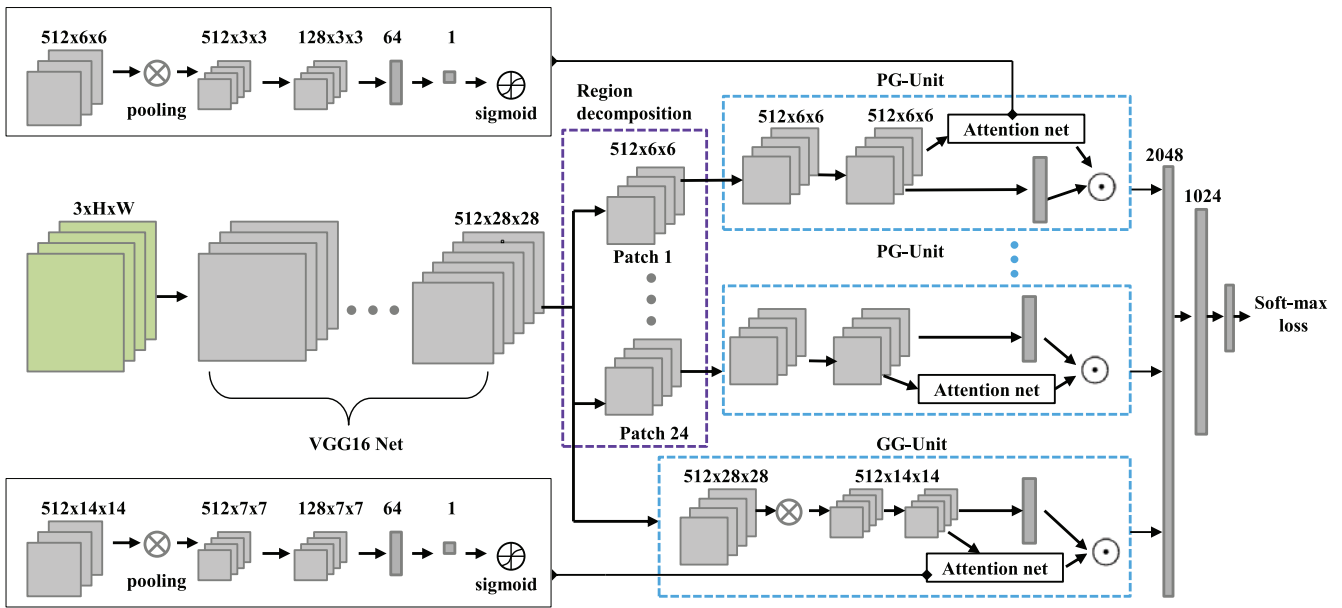 512x6x6
512x3x3
128x3x3
64
1
pooling
sigmoid
Region
decomposition
512x6x6
Patch 1
Patch 24
PG-Unit
512x6x6
512x6x6
Attention net
PG-Unit
Attention net
2048
1024
Soft-max
loss
3xHxW
512x28x28
VGG16 Net
GG-Unit
512x28x28
512x14x14
Attention net
512x14x14
512x7x7
128x7x7
64
1
pooling
sigmoid